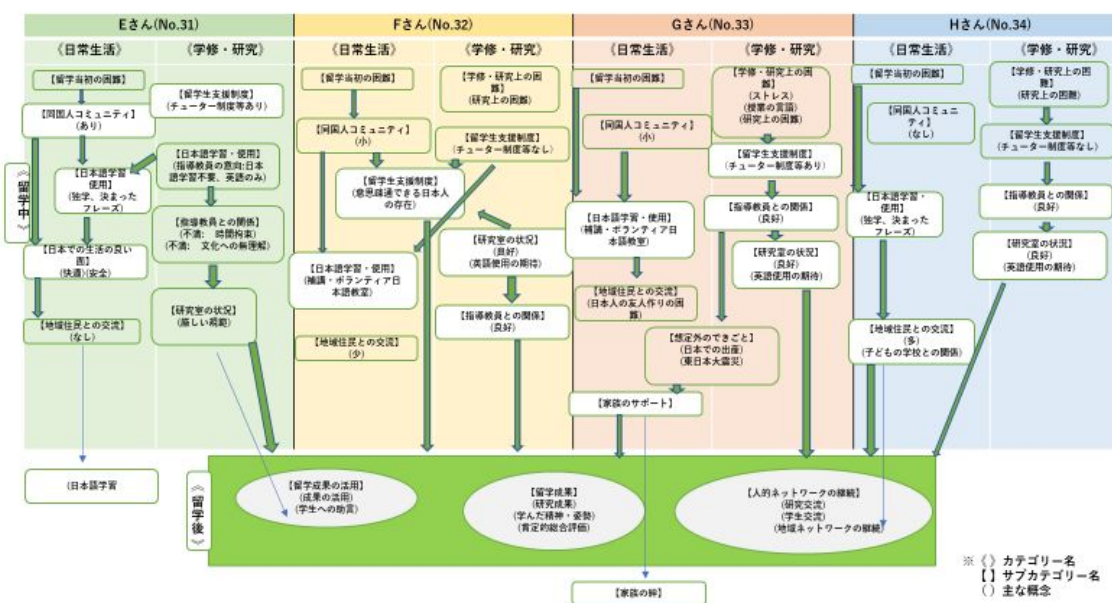 Eさん(No.31)
Fさん(No.32)
Gさん(No.33)
Hさん(No.34)
《日常生活》
《学修・研究》
《日常生活》
《学修・研究》
《日常生活》
《学修・研究》
《日常生活》
《学修・研究》
《留学中》
【留学当初の困難】
【同国人コミュニティ】
(あり)
【日本語学習
使用】
(独学、決まった
フレーズ)
【日本での生活の良い
面】
(快適)(安全)
【地域住民との交流】
(なし)
【留学生支援制度】
(チューター制度等あり)
【日本語学習・使用】
(指導教員の意向:日本
語学習不要、英語のみ)
【指導教員との関係】
(不満: 時間拘束)
(不満: 文化への無理解)
【研究室の状況】
(厳しい規範)
【留学当初の困難】
【同国人コミュニティ】
(小)
【留学生支援制度】
(意思疎通できる日本人
の存在)
【日本語学習・使用】
(補講・ボランティア日
本語教室)
【地域住民との交流】
(少)
【学修・研究上の困
難】
(研究上の困難)
【留学生支援制度】
(チューター制度等なし)
【研究室の状況】
(良好)
(英語使用の期待)
【指導教員との関係】
(良好)
【留学当初の困難】
【同国人コミュニティ】
(小)
【日本語学習・使用】
(補講・ボランティア日
本語教室)
【地域住民との交流】
(日本人の友人作りの困
難)
【学修・研究上の困
難】
(ストレス)
(授業の言語)
(研究上の困難)
【留学生支援制度】
(チューター制度等あり)
【指導教員との関係】
(良好)
【研究室の状況】
(良好)
(英語使用の期待)
【想定外のできごと】
(日本での出産)
(東日本大震災)
【家族のサポート】
【留学当初の困難】
【同国人コミュニ
ティ】
(なし)
【日本語学習・
使用】
(独学、決まった
フレーズ)
【地域住民との交流】
(多)
(子どもの学校との関係)
【学修・研究上の困
難】
(研究上の困難)
【留学生支援制度】
(チューター制度等なし)
【指導教員との関係】
(良好)
【研究室の状況】
(良好)
(英語使用の期待)
(日本語学習
《留学後》
【留学成果の活用】
(成果の活用)
(学生への助言)
【留学成果】
(研究成果)
(学んだ精神・姿勢)
(肯定的総合評価)
【人的ネットワークの継続】
(研究交流)
(学生交流)
(地域ネットワークの継続)
【家族の絆】
※《》カテゴリー名
【】サブカテゴリー名
()主な概念